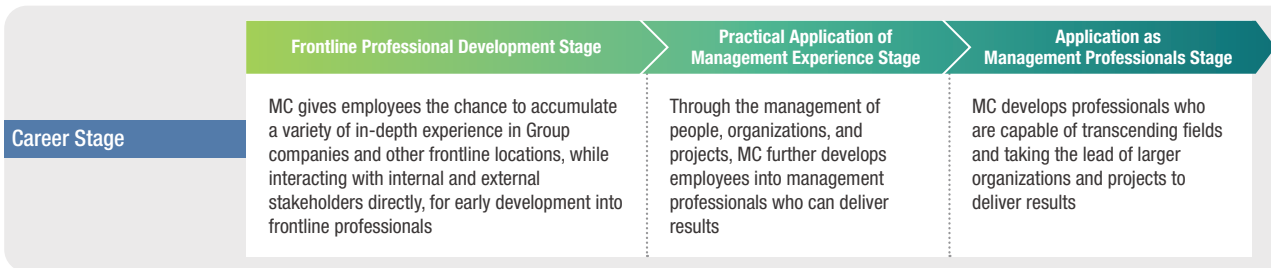 Frontline Professional Development Stage
Practical Application of
Management Experience Stage
Application as
Management Professionals Stage
Career Stage
MC gives employees the chance to accumulate
a variety of in-depth experience in Group
companies and other frontline locations, while
interacting with internal and external
stakeholders directly, for early development into
frontline professionals
Through the management of
people, organizations, and
projects, MC further develops
employees into management
professionals who can deliver
results
MC develops professionals who
are capable of transcending fields
and taking the lead of larger
organizations and projects to
deliver results